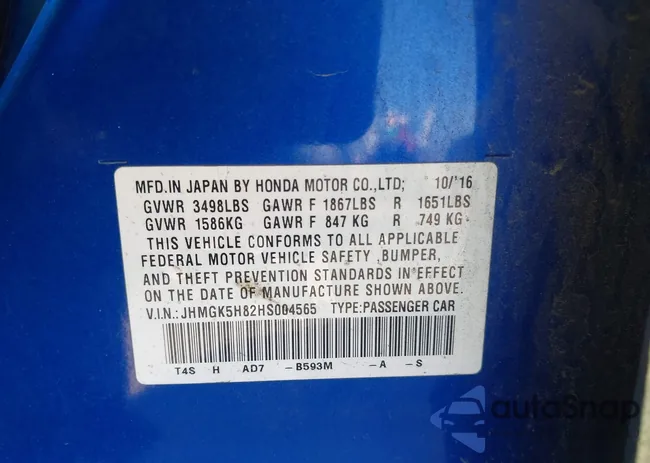 MFD.IN JAPAN BY HONDA MOTOR CO.,LTD; 10/'16
GVWR 3498LBS GAWR F 1867LBS R 1651LBS
GVWR 1586KG GAWR F 847 KG R 749 KG
THIS VEHICLE CONFORMS TO ALL APPLICABLE
FEDERAL MOTOR VEHICLE SAFETY ,BUMPER,
AND THEFT PREVENTION STANDARDS IN EFFECT
ON THE DATE OF MANUFACTURE SHOWN ABOVE.
V.I.N.: JHMGK5H82HS004565 TYPE:PASSENGER CAR
T4S H AD7 -B593M -A -S
autoSnap